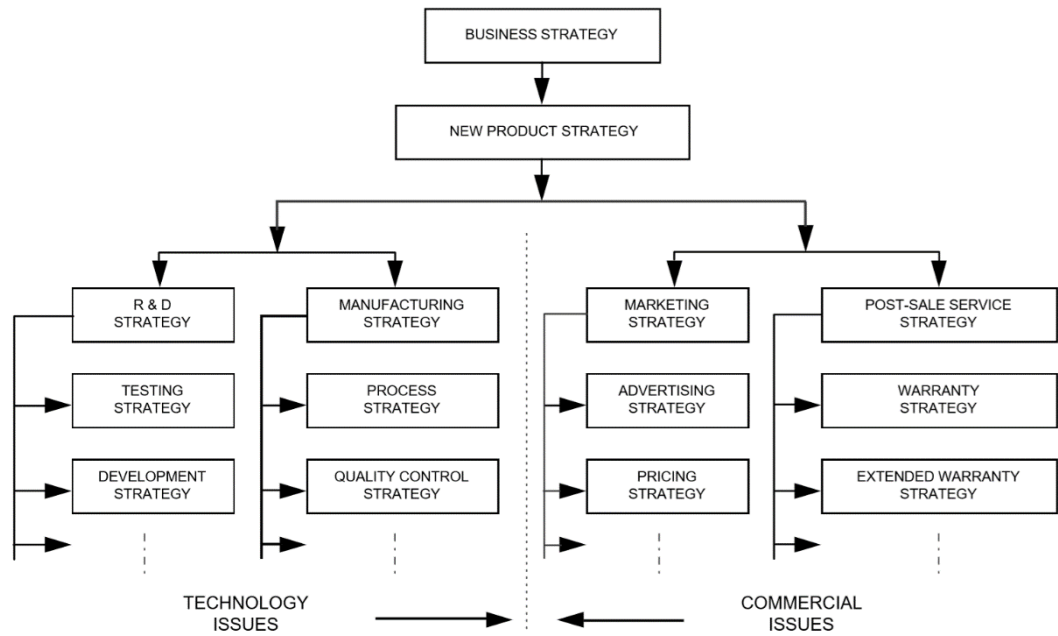 BUSINESS STRATEGY
NEW PRODUCT STRATEGY
R & D
STRATEGY
MANUFACTURING
STRATEGY
MARKETING
STRATEGY
POST-SALE SERVICE
STRATEGY
TESTING
STRATEGY
PROCESS
STRATEGY
ADVERTISING
STRATEGY
WARRANTY
STRATEGY
DEVELOPMENT
STRATEGY
QUALITY CONTROL
STRATEGY
PRICING
STRATEGY
EXTENDED WARRANTY
STRATEGY
TECHNOLOGY
ISSUES
COMMERCIAL
ISSUES